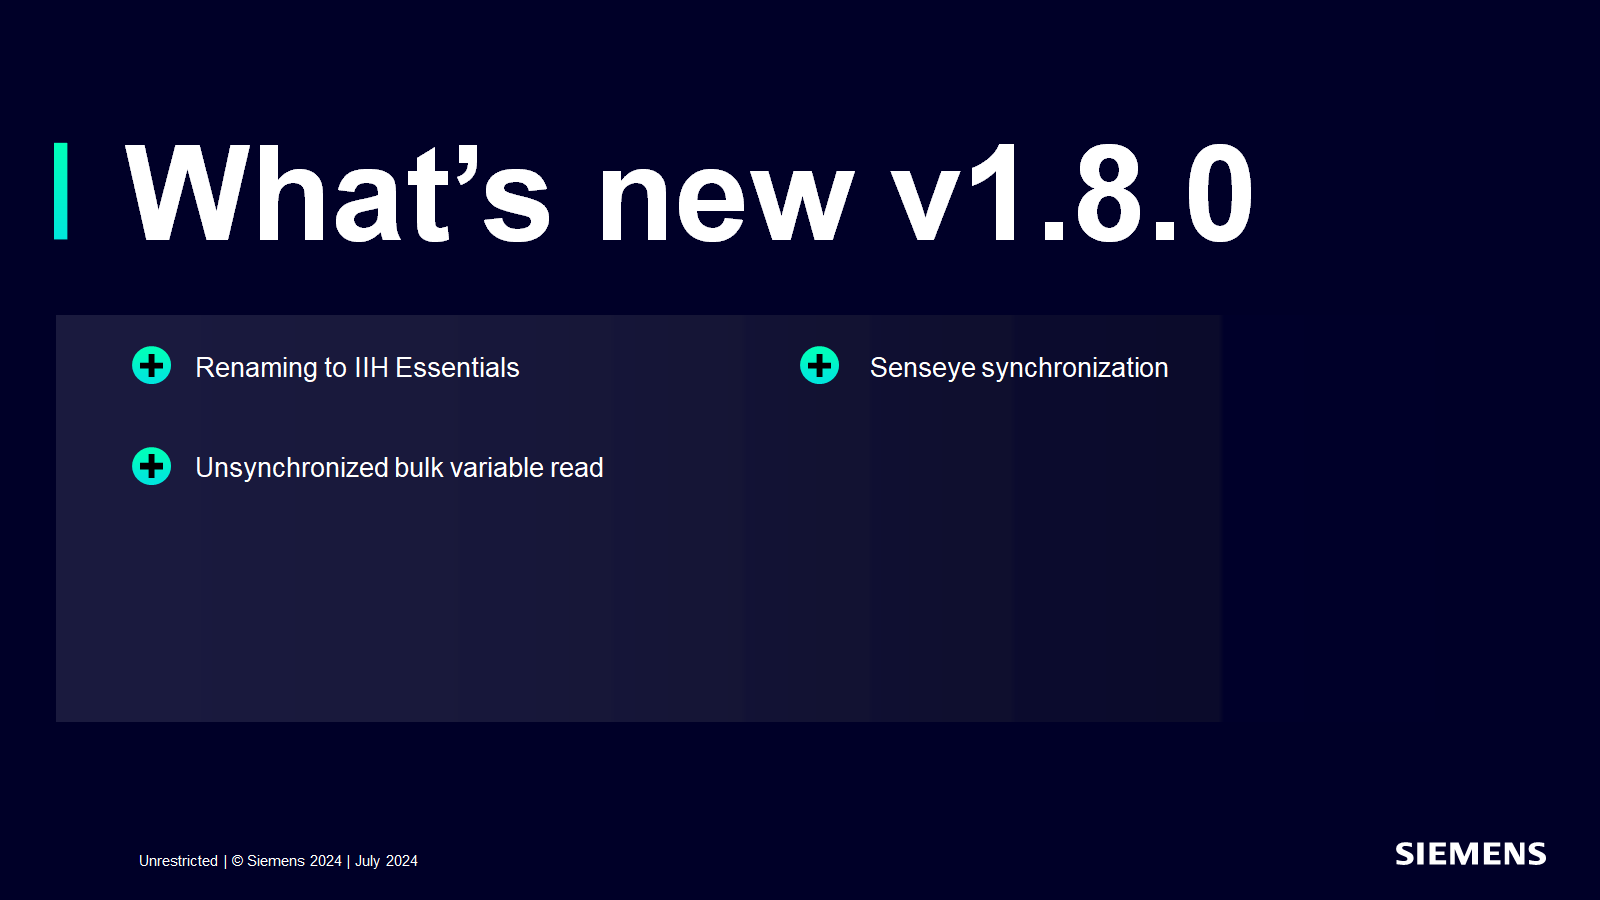 What’s new v1.8.0
Renaming to IIH Essentials
Senseye synchronization
Unsynchronized bulk variable read
Unrestricted | © Siemens 2024 | July 2024
SIEMENS